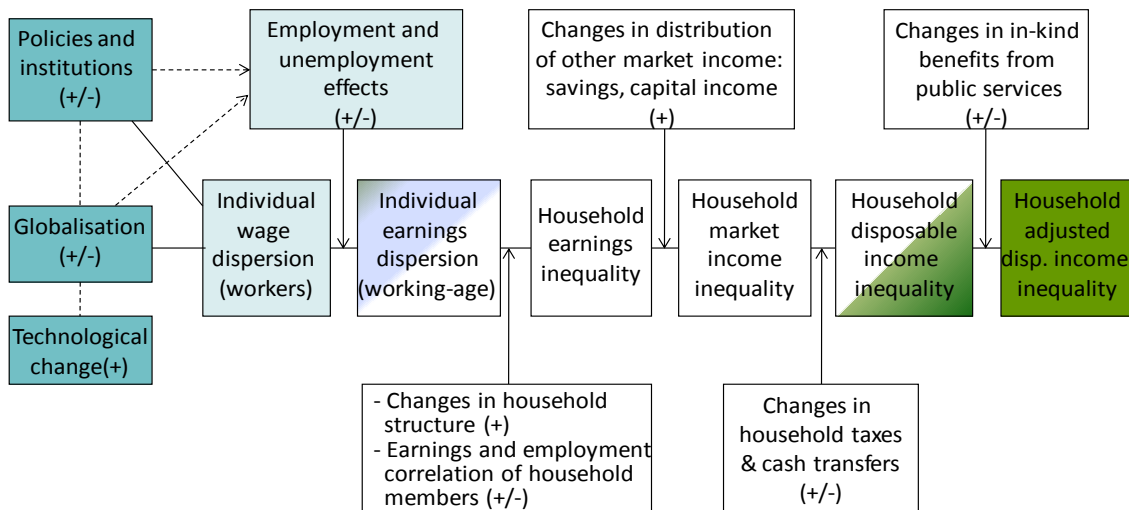 Policies and
institutions
(+/-)
Employment and
unemployment
effects
(+/-)
Changes in distribution
of other market income:
savings, capital income
(+)
Changes in in-kind
benefits from
public services
(+/-)
Globalisation
(+/-)
Individual
wage
dispersion
(workers)
Individual
earnings
dispersion
(working-age)
Household
earnings
inequality
Household
market
income
inequality
Household
disposable
income
inequality
Household
adjusted
disp. income
inequality
Technological
change(+)
- Changes in household
structure (+)
- Earnings and employment
correlation of household
members (+/-)
Changes in
household taxes
& cash transfers
(+/-)